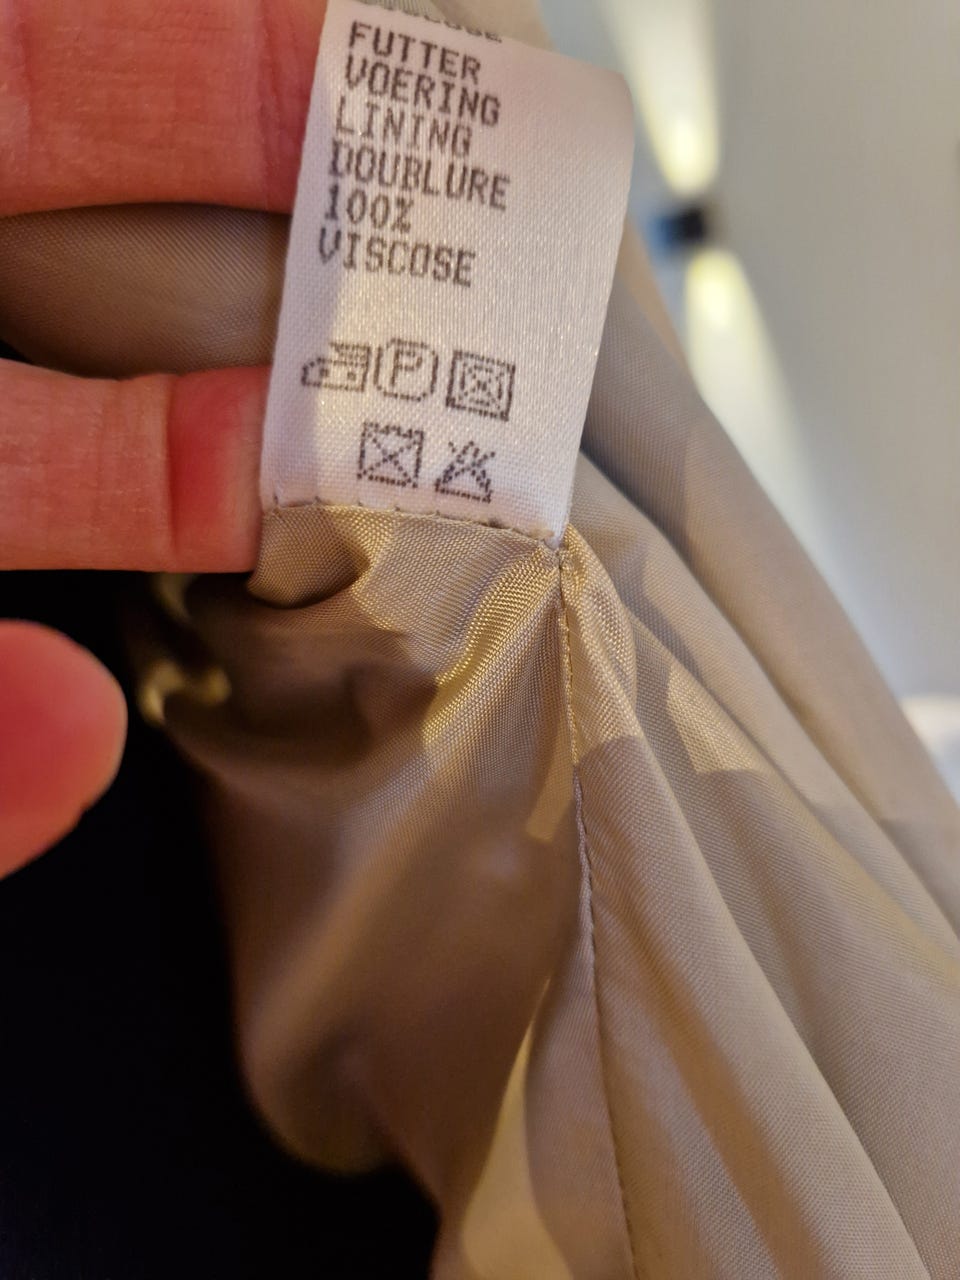 FUTTER
VOERING
LINING
DOUBLURE
100%
VISCOSE
P